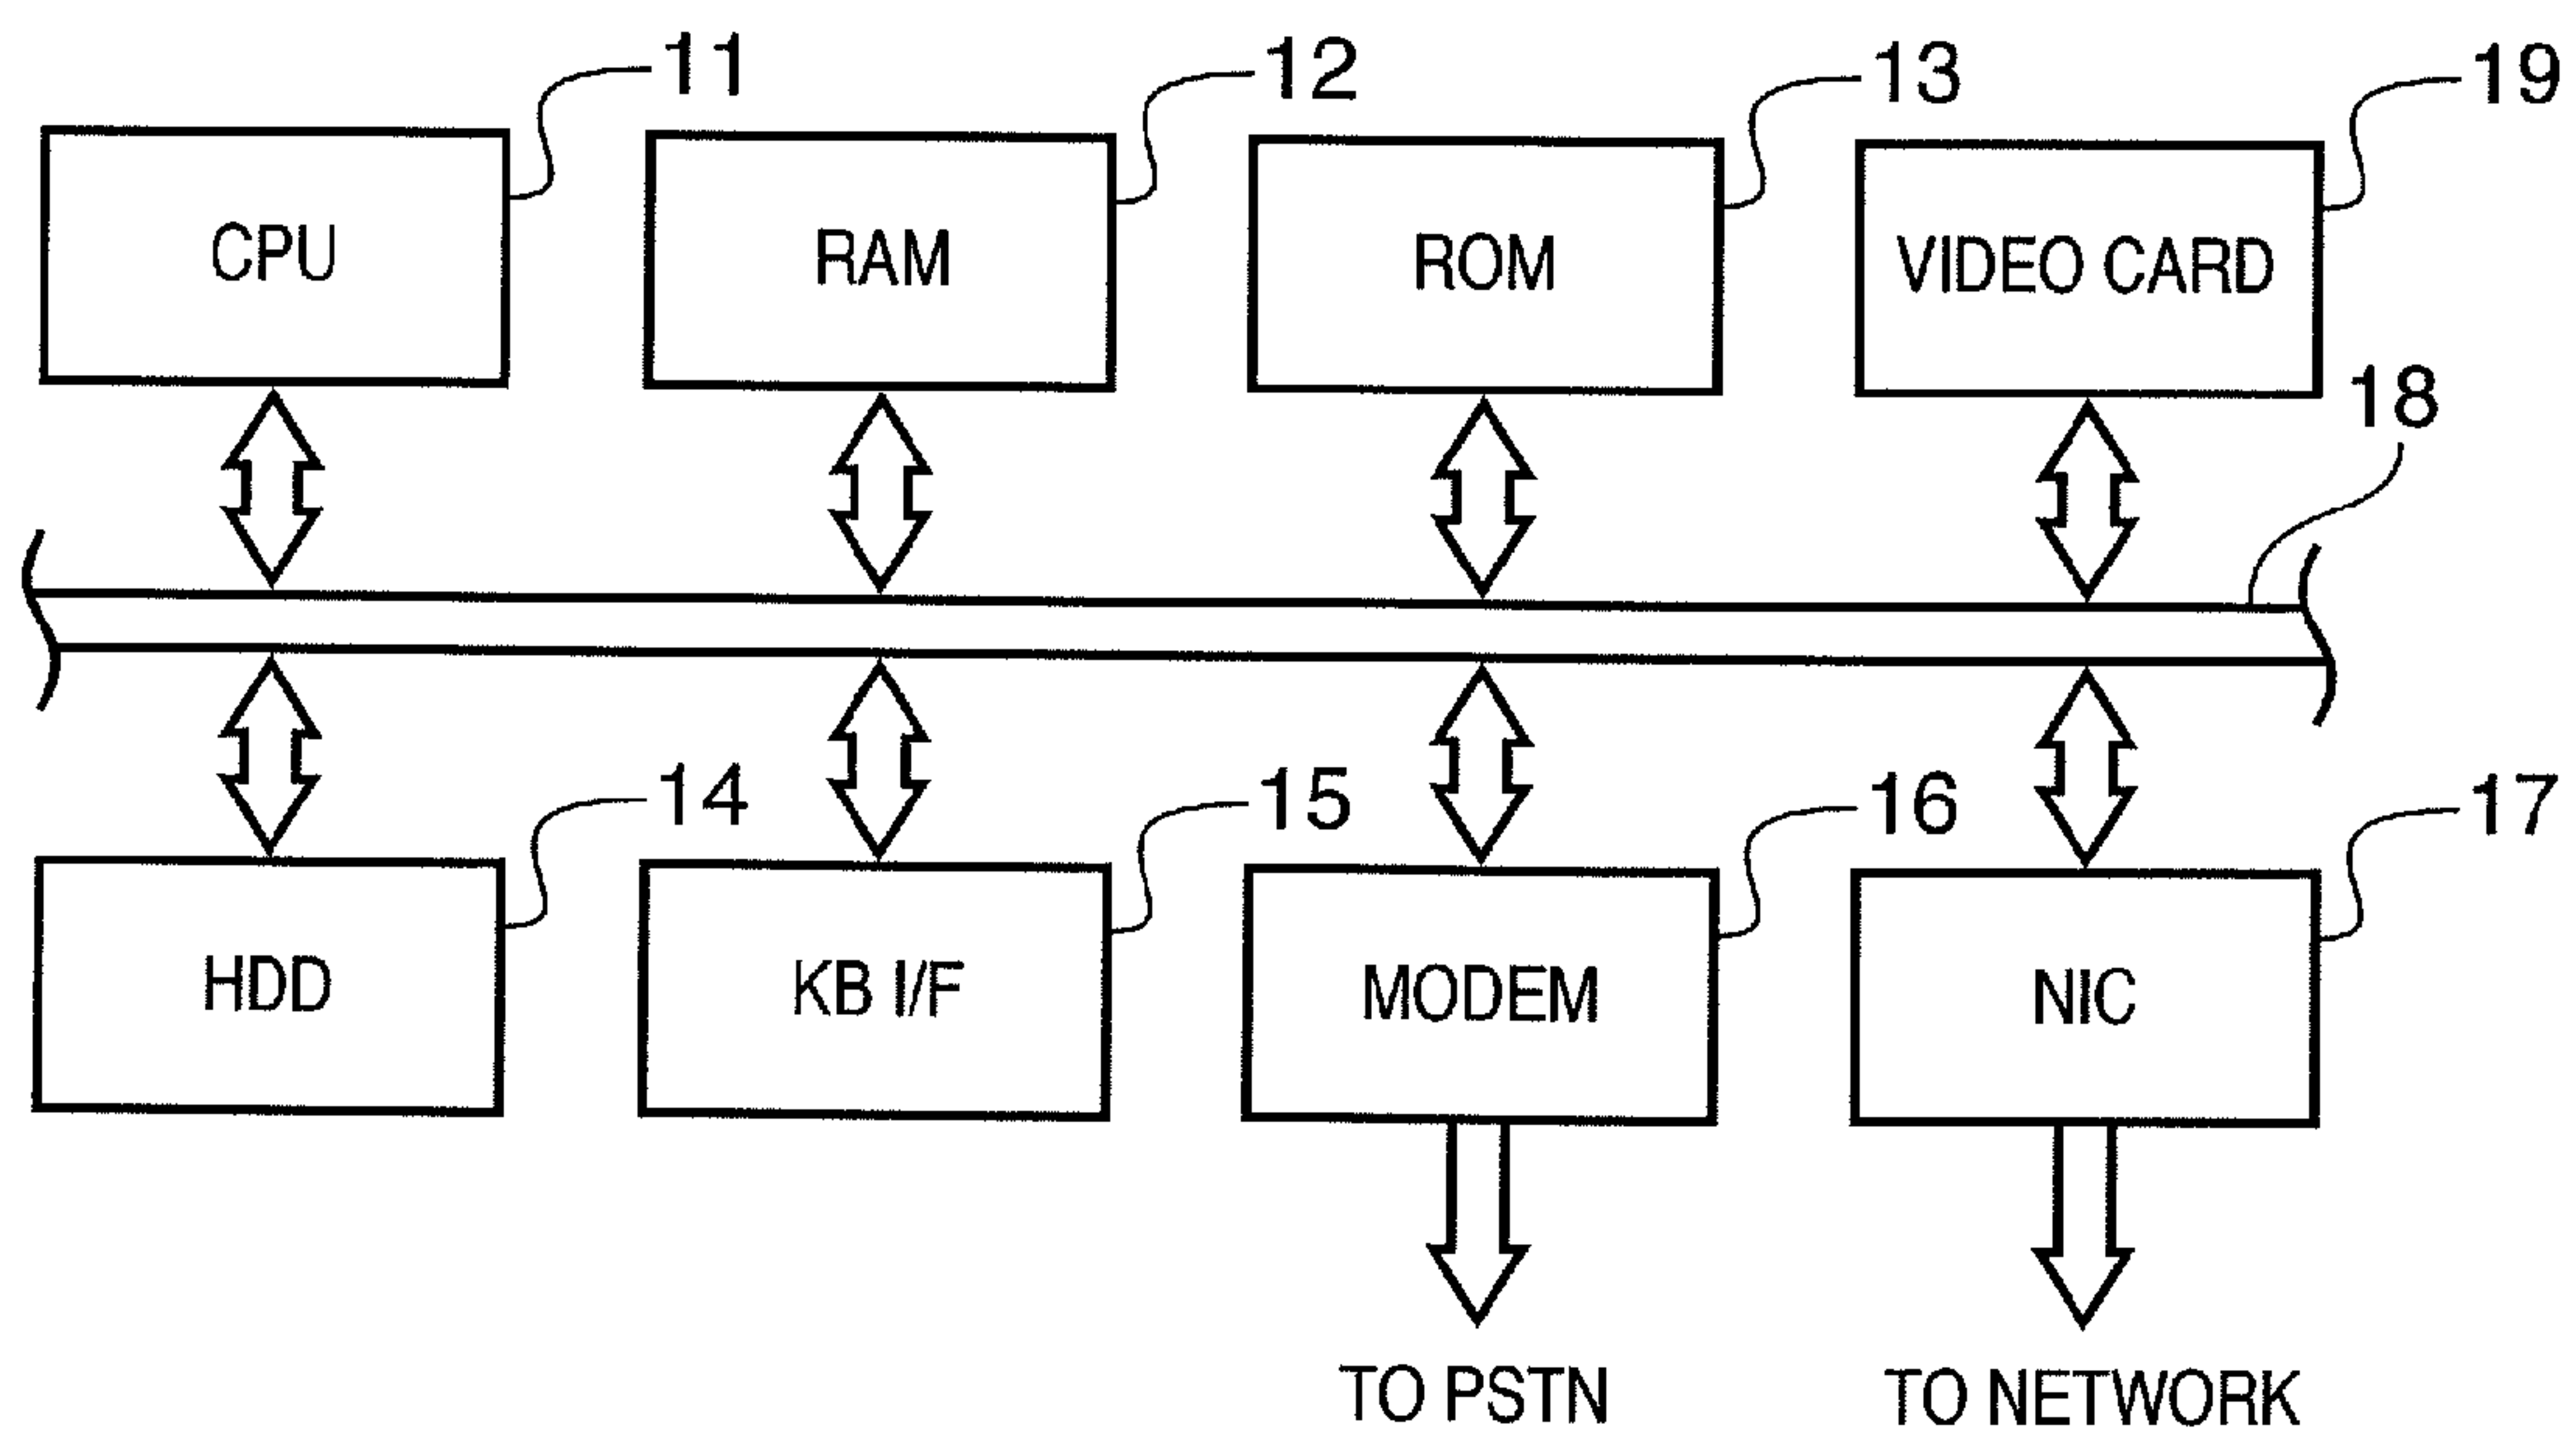 11
12
13
19
CPU
RAM
ROM
VIDEO CARD
18
14
15
16
17
HDD
KB I/F
MODEM
NIC
TO PSTN
TO NETWORK